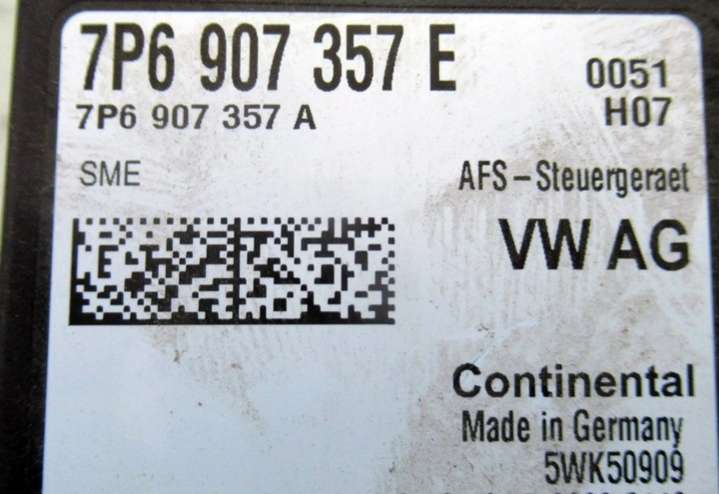 7P6 907 357 E 0051
7P6 907 357 A H07
SME AFS – Steuergeraet
VW AG
Continental
Made in Germany
5WK50909